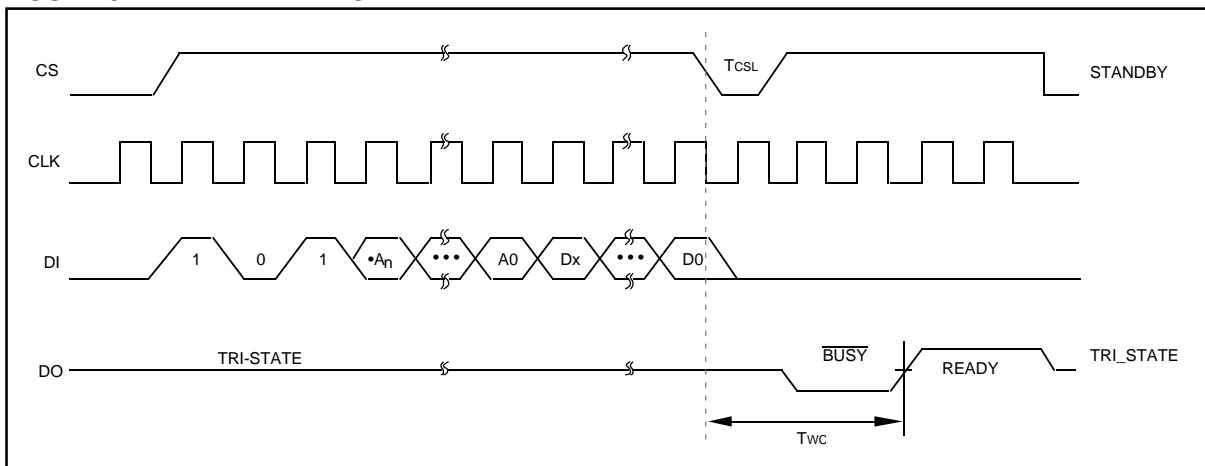 CS
TCSL
STANDBY
CLK
DI
1
0
1
•An
•••
A0
Dx
•••
D0
DO
TRI-STATE
BUSY
READY
TRI_STATE
TWC